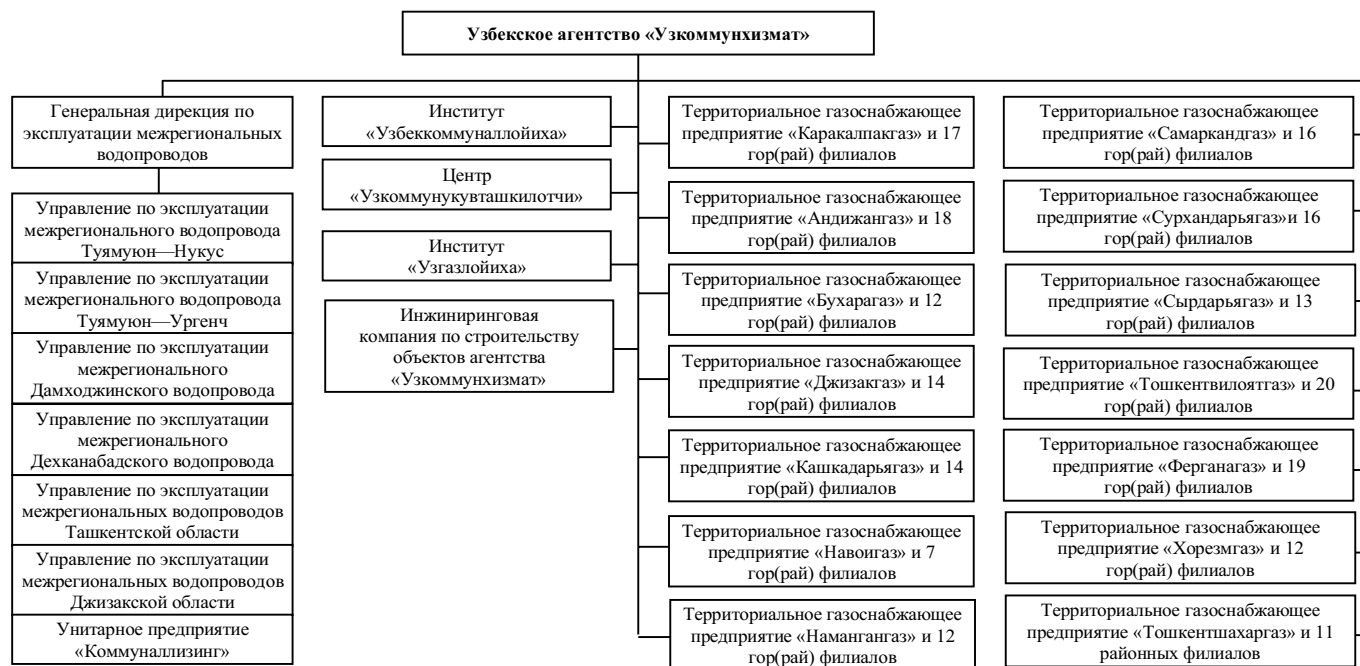 Узбекское агентство «Узкоммунхизмат»
Генеральная дирекция по
эксплуатации межрегиональных
водопроводов
Управление по эксплуатации
межрегионального водопровода
Туямуюн—Нукус
Управление по эксплуатации
межрегионального водопровода
Туямуюн—Ургенч
Управление по эксплуатации
межрегионального
Дамходжинского водопровода
Управление по эксплуатации
межрегионального
Дехканабадского водопровода
Управление по эксплуатации
межрегиональных водопроводов
Ташкентской области
Управление по эксплуатации
межрегиональных водопроводов
Джизакской области
Унитарное предприятие
«Коммуналлизинг»
Институт
«Узбеккоммуналлойиха»
Центр
«Узкоммунукувташкилотчи»
Институт
«Узгазлойиха»
Инжиниринговая
компания по строительству
объектов агентства
«Узкоммунхизмат»
Территориальное газоснабжающее
предприятие «Каракалпакгаз» и 17
гор(рай) филиалов
Территориальное газоснабжающее
предприятие «Андижангаз» и 18
гор(рай) филиалов
Территориальное газоснабжающее
предприятие «Бухарагаз» и 12
гор(рай) филиалов
Территориальное газоснабжающее
предприятие «Джизакгаз» и 14
гор(рай) филиалов
Территориальное газоснабжающее
предприятие «Кашкадарьягаз» и 14
гор(рай) филиалов
Территориальное газоснабжающее
предприятие «Навоигаз» и 7
гор(рай) филиалов
Территориальное газоснабжающее
предприятие «Намангангаз» и 12
гор(рай) филиалов
Территориальное газоснабжающее
предприятие «Самаркандгаз» и 16
гор(рай) филиалов
Территориальное газоснабжающее
предприятие «Сурхандарьягаз»и 16
гор(рай) филиалов
Территориальное газоснабжающее
предприятие «Сырдарьягаз» и 13
гор(рай) филиалов
Территориальное газоснабжающее
предприятие «Тошкентвилоятгаз» и 20
гор(рай) филиалов
Территориальное газоснабжающее
предприятие «Ферганагаз» и 19
гор(рай) филиалов
Территориальное газоснабжающее
предприятие «Хорезмгаз» и 12
гор(рай) филиалов
Территориальное газоснабжающее
предприятие «Тошкентшахаргаз» и 11
районных филиалов